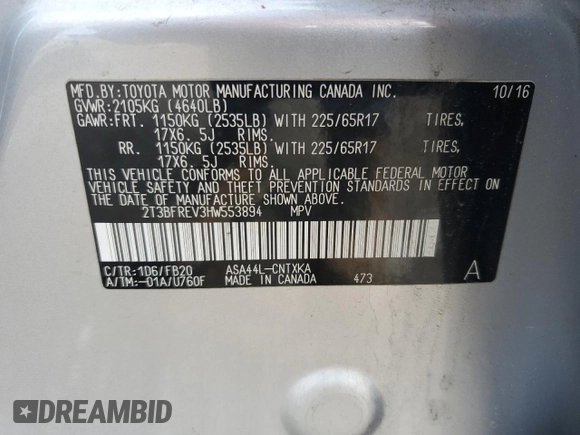 MFD.BY:TOYOTA MOTOR MANUFACTURING CANADA INC. 10/16
GVWR:2105KG (4640LB)
GAWR:FRT. 1150KG (2535LB) WITH 225/65R17 TIRES,
17X6.5J RIMS.
RR. 1150KG (2535LB) WITH 225/65R17 TIRES,
17X6.5J RIMS.
THIS VEHICLE CONFORMS TO ALL APPLICABLE FEDERAL MOTOR
VEHICLE SAFETY AND THEFT PREVENTION STANDARDS IN EFFECT ON
THE DATE OF MANUFACTURE SHOWN ABOVE.
2T3BFREV3HW553894 MPV
C/TR:1D6/FB20 ASA44L-CNTXKA A
A/TM:-01A/U760F MADE IN CANADA 473
DREAMBID